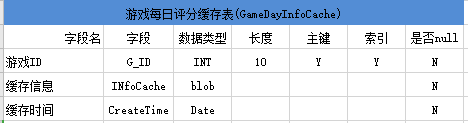 游戏每日评分缓存表(GameDayInfoCache)
字段名 字段 数据类型 长度 主键 索引 是否null
游戏ID G_ID INT 10 Y Y N
缓存信息 INfoCache blob N
缓存时间 CreateTime Date N